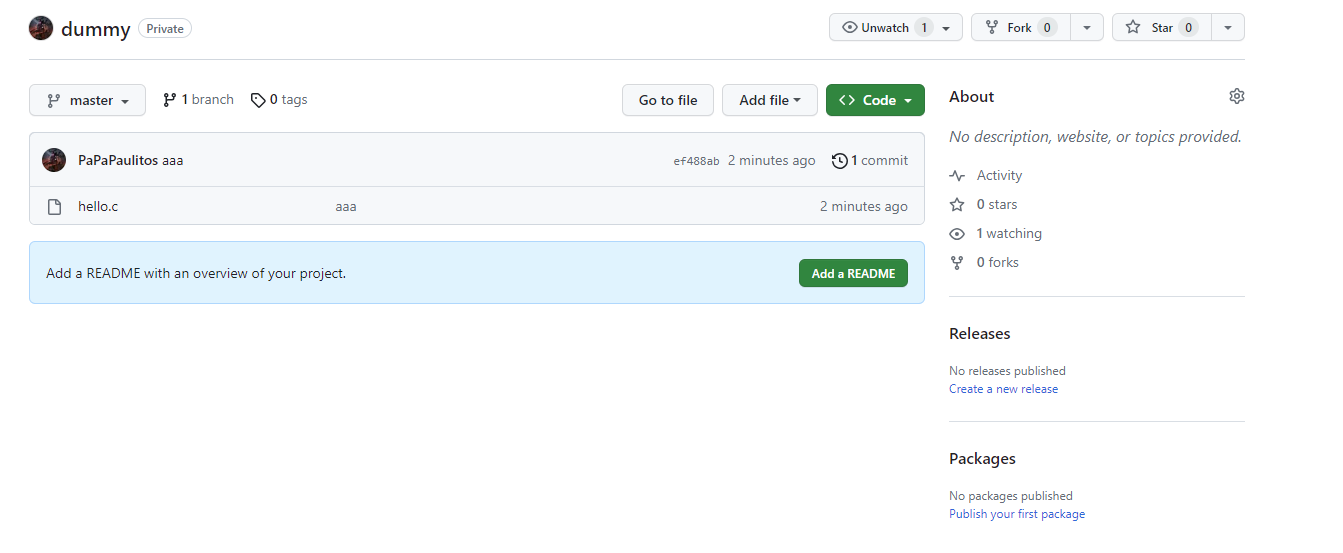 dummy Private Unwatch 1 Fork 0 Star 0
master 1 branch 0 tags Go to file Add file Code
PaPaPaulitos aaa ef488ab 2 minutes ago 1 commit
hello.c aaa 2 minutes ago
Add a README with an overview of your project. Add a README
About
No description, website, or topics provided.
Activity
0 stars
1 watching
0 forks
Releases
No releases published
Create a new release
Packages
No packages published
Publish your first package